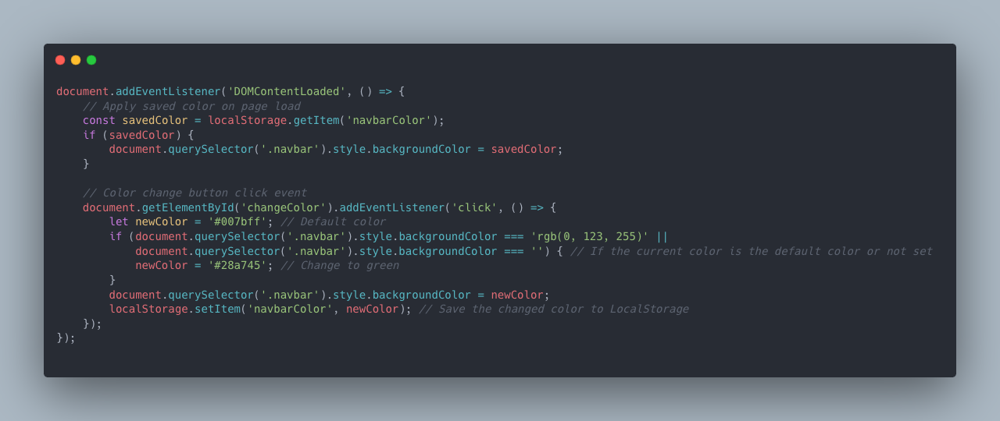 document.addEventListener('DOMContentLoaded', () => {
    // Apply saved color on page load
    const savedColor = localStorage.getItem('navbarColor');
    if (savedColor) {
        document.querySelector('.navbar').style.backgroundColor = savedColor;
    }

    // Color change button click event
    document.getElementById('changeColor').addEventListener('click', () => {
        let newColor = '#007bff'; // Default color
        if (document.querySelector('.navbar').style.backgroundColor === 'rgb(0, 123, 255)' ||
            document.querySelector('.navbar').style.backgroundColor === '') { // If the current color is the default color or not set
            newColor = '#28a745'; // Change to green
        }
        document.querySelector('.navbar').style.backgroundColor = newColor;
        localStorage.setItem('navbarColor', newColor); // Save the changed color to LocalStorage
    });
});